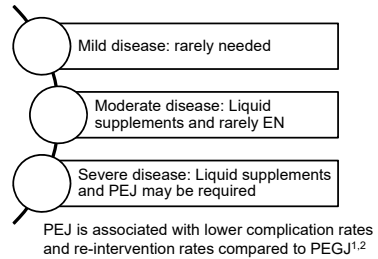 Mild disease: rarely needed
Moderate disease: Liquid
supplements and rarely EN
Severe disease: Liquid supplements
and PEJ may be required
PEJ is associated with lower complication rates
and re-intervention rates compared to PEGJ¹,²